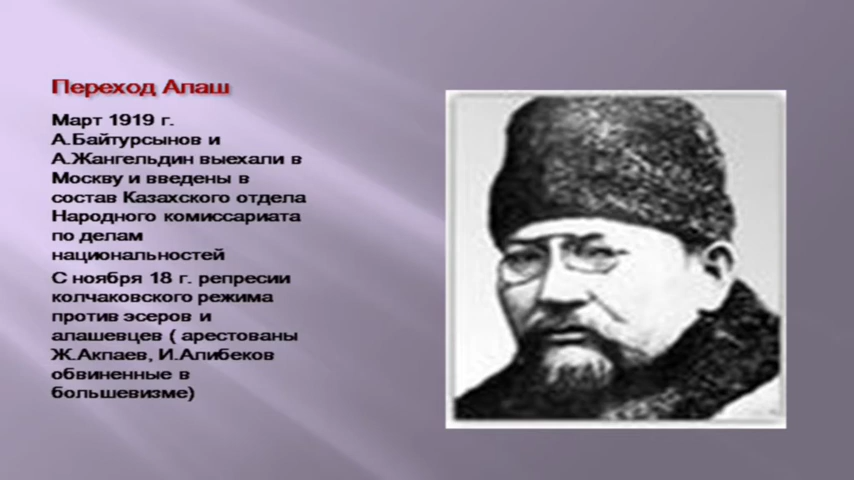 Переход Алаш
Март 1919 г.
А.Байтурсынов и
А.Жангельдин выехали в
Москву и введены в
состав Казахского отдела
Народного комиссариата
по делам
национальностей
С ноября 18 г. репресии
колчаковского режима
против эсеров и
алашевцев ( арестованы
Ж.Акпаев, И.Алибеков
обвиненные в
большевизме)